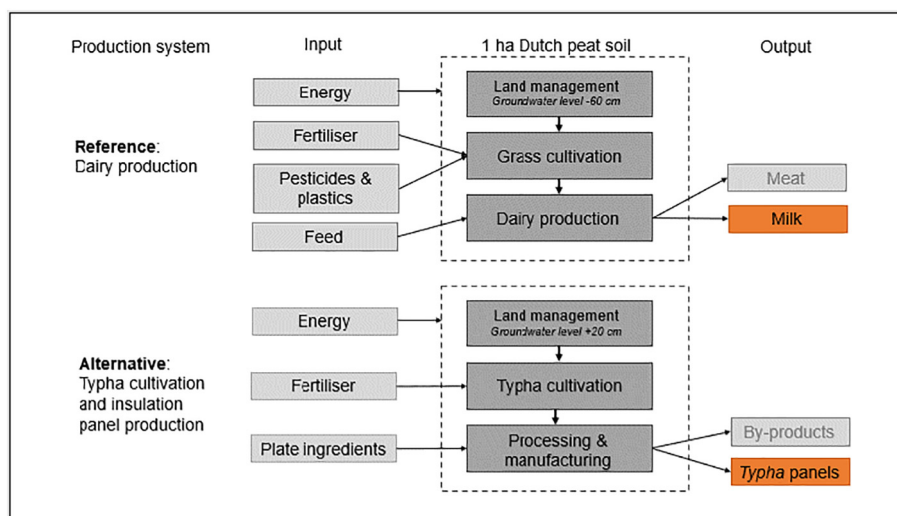 Production system
Input
1 ha Dutch peat soil
Output
Energy
Land management
Groundwater level -60 cm
Reference:
Dairy production
Fertiliser
Grass cultivation
Pesticides &
plastics
Feed
Dairy production
Meat
Milk
Energy
Land management
Groundwater level +20 cm
Alternative:
Typha cultivation
and insulation
panel production
Fertiliser
Typha cultivation
Plate ingredients
Processing &
manufacturing
By-products
Typha panels